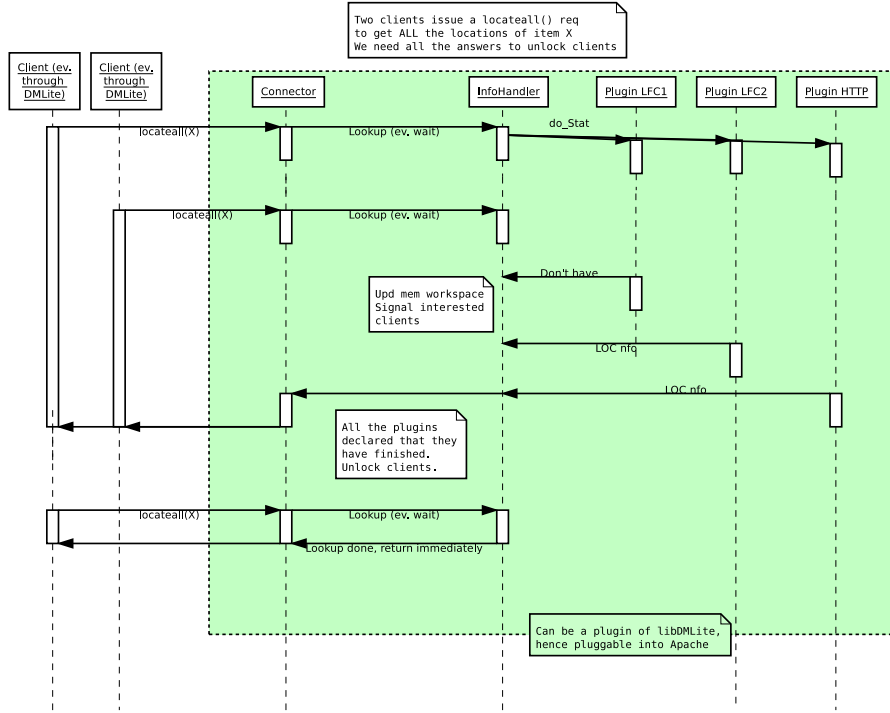 Two clients issue a locateall() req
to get ALL the locations of item X
We need all the answers to unlock clients
Client (ev.
through
DMLite)
Client (ev.
through
DMLite)
Connector
InfoHandler
Plugin LFC1
Plugin LFC2
Plugin HTTP
locateall(X)
Lookup (ev. wait)
do_Stat
locateall(X)
Lookup (ev. wait)
Don't have
Upd mem workspace
Signal interested
clients
LOC nfo
LOC nfo
All the plugins
declared that they
have finished.
Unlock clients.
locateall(X)
Lookup (ev. wait)
Lookup done, return immediately
Can be a plugin of libDMLite,
hence pluggable into Apache